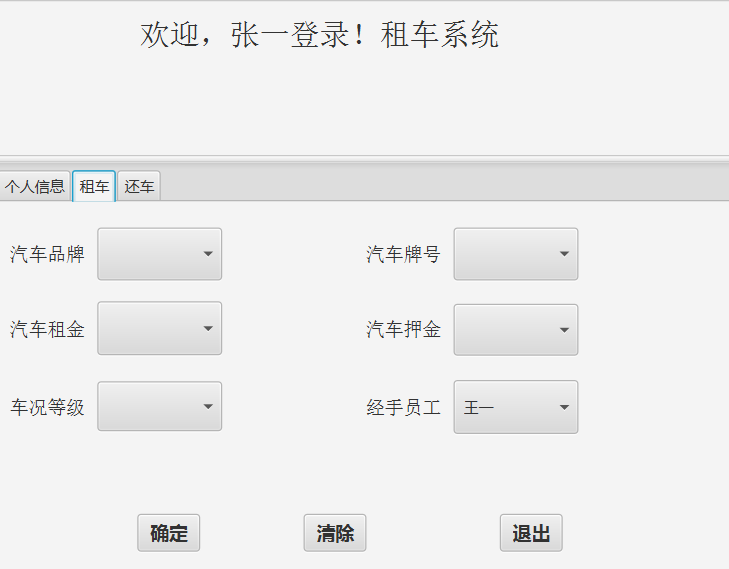 欢迎，张一登录！租车系统
个人信息 租车 还车
汽车品牌 汽车牌号
汽车租金 汽车押金
车况等级 经手员工 王一
确定 清除 退出